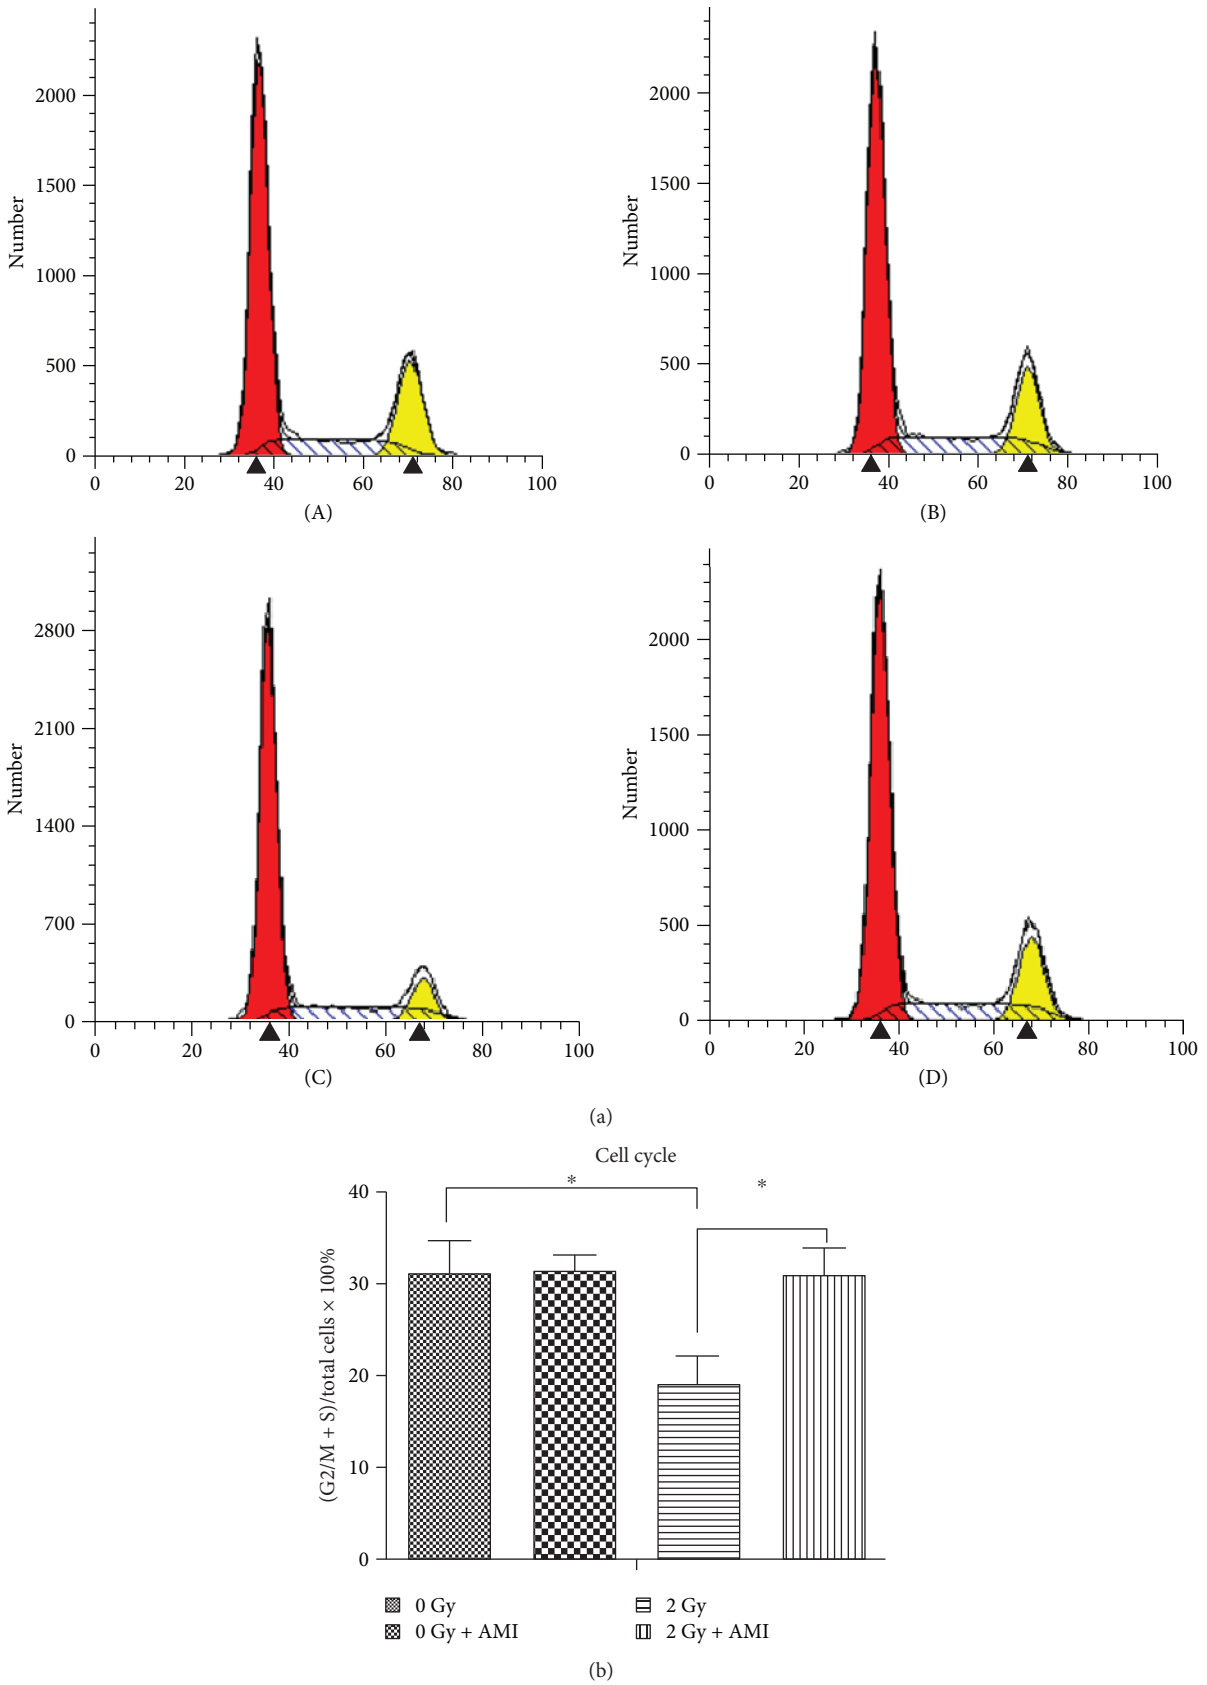 2000
1500
1000
500
0
Number
0 20 40 60 80 100
(A)
2000
1500
1000
500
0
Number
0 20 40 60 80 100
(B)
2800
2100
1400
700
0
Number
0 20 40 60 80 100
(C)
2000
1500
1000
500
0
Number
0 20 40 60 80 100
(D)
(a)
Cell cycle
* *
40
30
20
10
0
(G2/M + S)/total cells × 100%
0 Gy
0 Gy + AMI
2 Gy
2 Gy + AMI
(b)